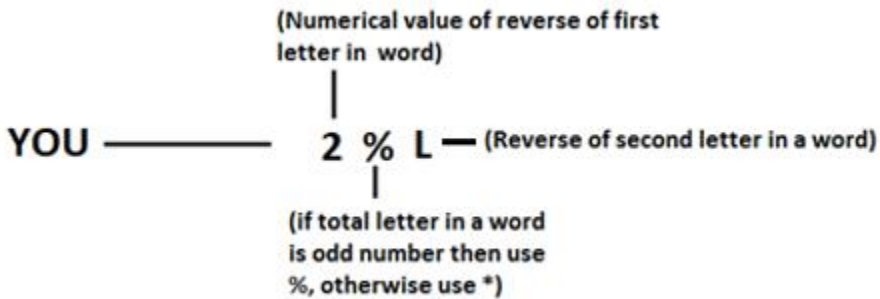 (Numerical value of reverse of first
letter in word)
YOU 2 % L (Reverse of second letter in a word)
(if total letter in a word
is odd number then use
%, otherwise use *)